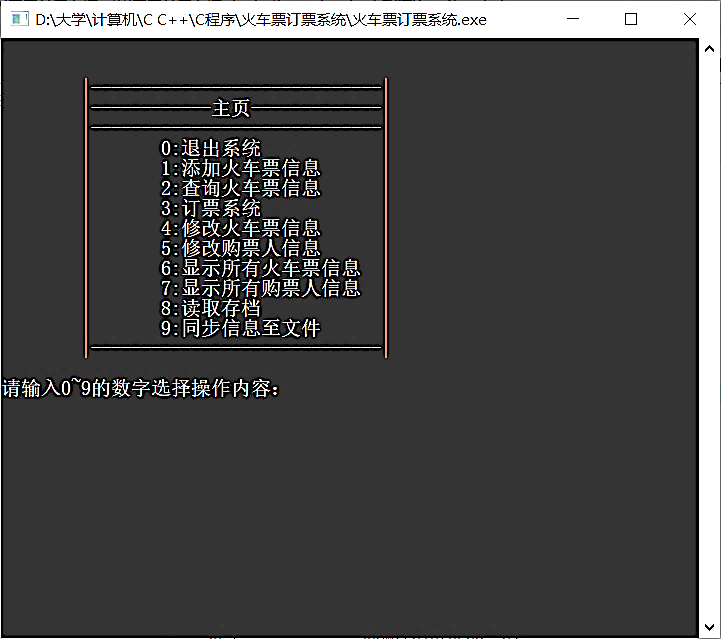 D:\大学\计算机\C C++\C程序\火车票订票系统\火车票订票系统.exe
主页
0:退出系统
1:添加火车票信息
2:查询火车票信息
3:订票系统
4:修改火车票信息
5:修改购票人信息
6:显示所有火车票信息
7:显示所有购票人信息
8:读取存档
9:同步信息至文件
请输入0~9的数字选择操作内容: